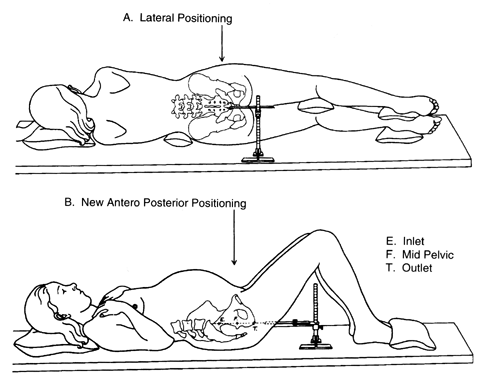 A. Lateral Positioning
B. New Antero Posterior Positioning
E. Inlet
F. Mid Pelvic
T. Outlet
E.
F.
T.